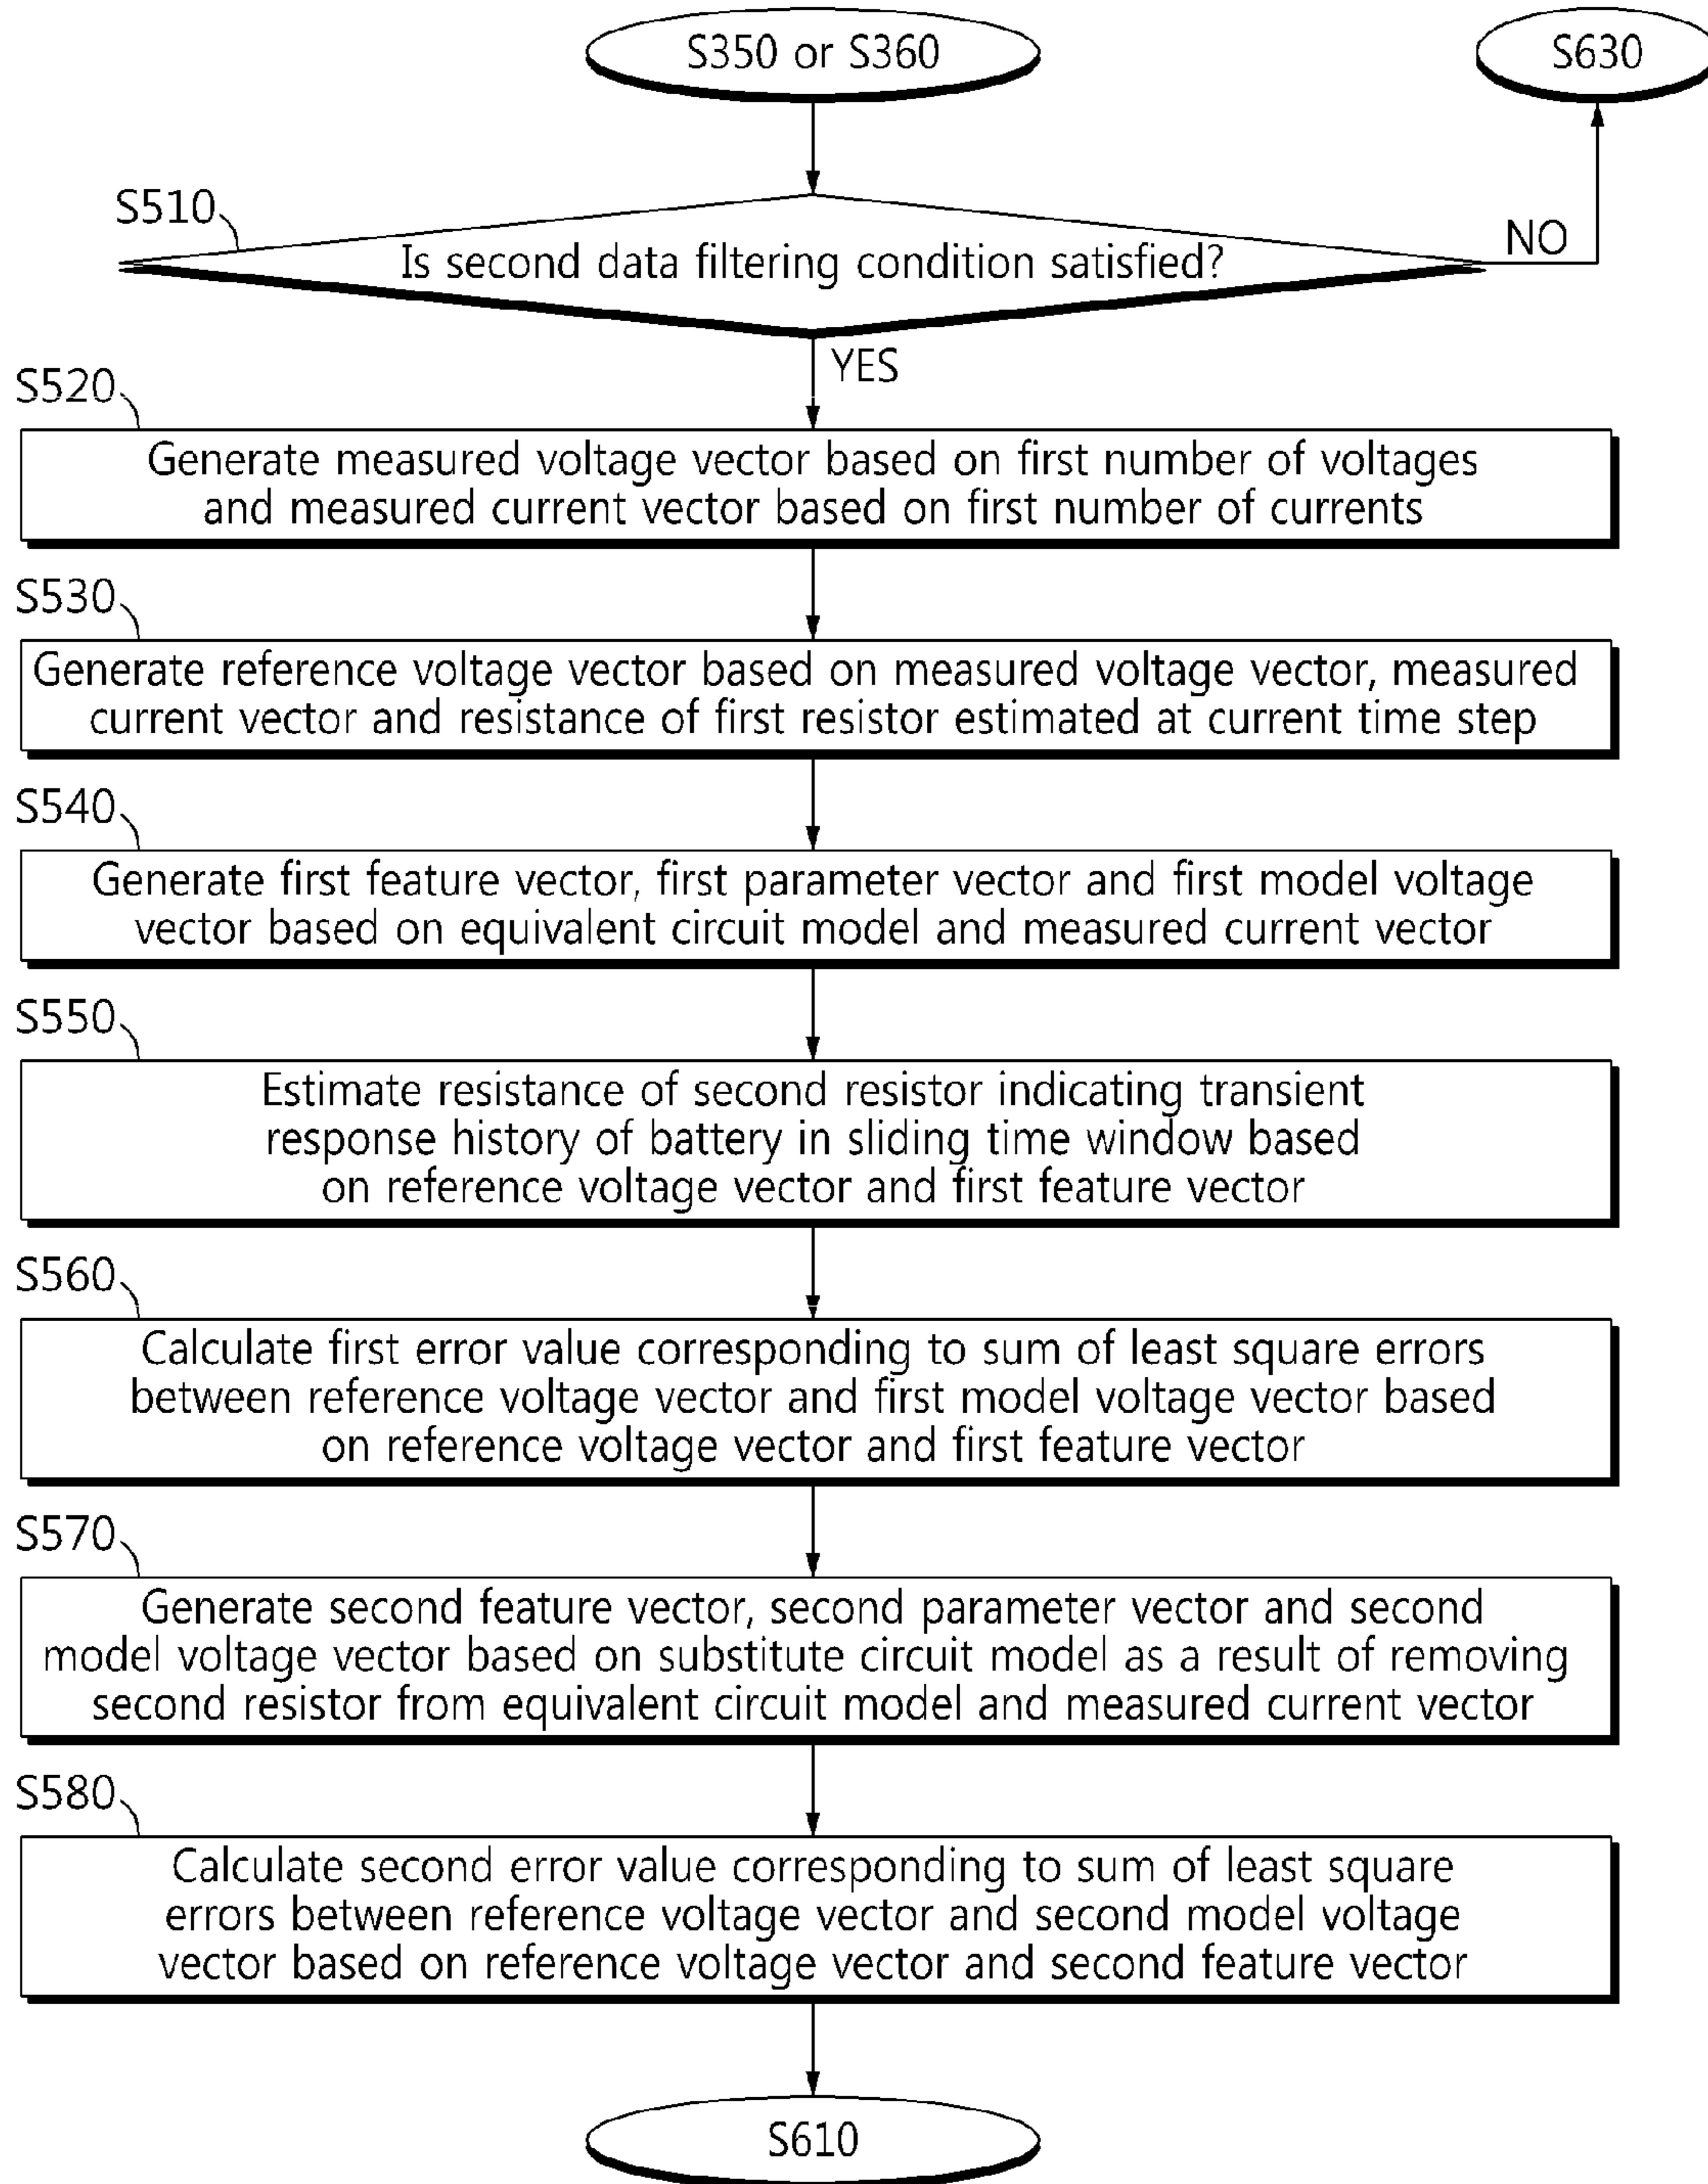 S350 or S360
S630
S510
Is second data filtering condition satisfied?
NO
YES
S520
Generate measured voltage vector based on first number of voltages
and measured current vector based on first number of currents
S530
Generate reference voltage vector based on measured voltage vector, measured
current vector and resistance of first resistor estimated at current time step
S540
Generate first feature vector, first parameter vector and first model voltage
vector based on equivalent circuit model and measured current vector
S550
Estimate resistance of second resistor indicating transient
response history of battery in sliding time window based
on reference voltage vector and first feature vector
S560
Calculate first error value corresponding to sum of least square errors
between reference voltage vector and first model voltage vector based
on reference voltage vector and first feature vector
S570
Generate second feature vector, second parameter vector and second
model voltage vector based on substitute circuit model as a result of removing
second resistor from equivalent circuit model and measured current vector
S580
Calculate second error value corresponding to sum of least square
errors between reference voltage vector and second model voltage
vector based on reference voltage vector and second feature vector
S610